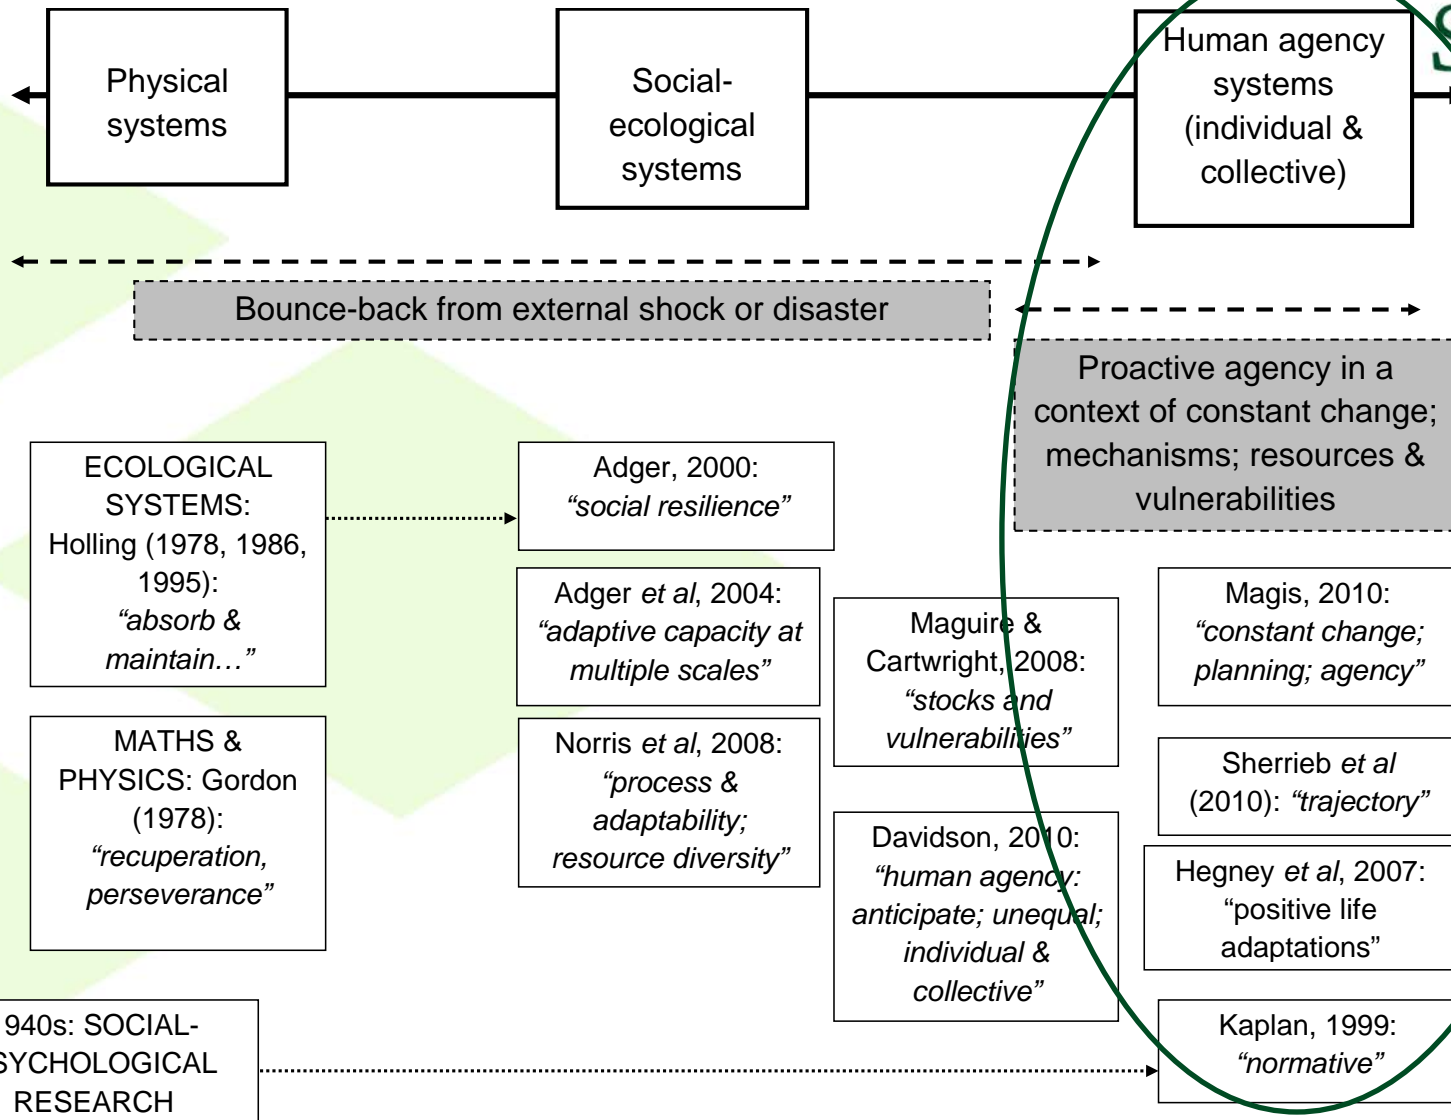 Physical
systems
Social-
ecological
systems
Human agency
systems
(individual &
collective)
Bounce-back from external shock or disaster
Proactive agency in a
context of constant change;
mechanisms; resources &
vulnerabilities
ECOLOGICAL
SYSTEMS:
Holling (1978, 1986,
1995):
“absorb &
maintain…”
MATHS &
PHYSICS: Gordon
(1978):
“recuperation,
perseverance”
940s: SOCIAL-
SYCHOLOGICAL
RESEARCH
Adger, 2000:
“social resilience”
Adger et al, 2004:
“adaptive capacity at
multiple scales”
Norris et al, 2008:
“process &
adaptability;
resource diversity”
Maguire &
Cartwright, 2008:
“stocks and
vulnerabilities”
Davidson, 2010:
“human agency:
anticipate; unequal;
individual &
collective”
Magis, 2010:
“constant change;
planning; agency”
Sherrieb et al
(2010): “trajectory”
Hegney et al, 2007:
“positive life
adaptations”
Kaplan, 1999:
“normative”